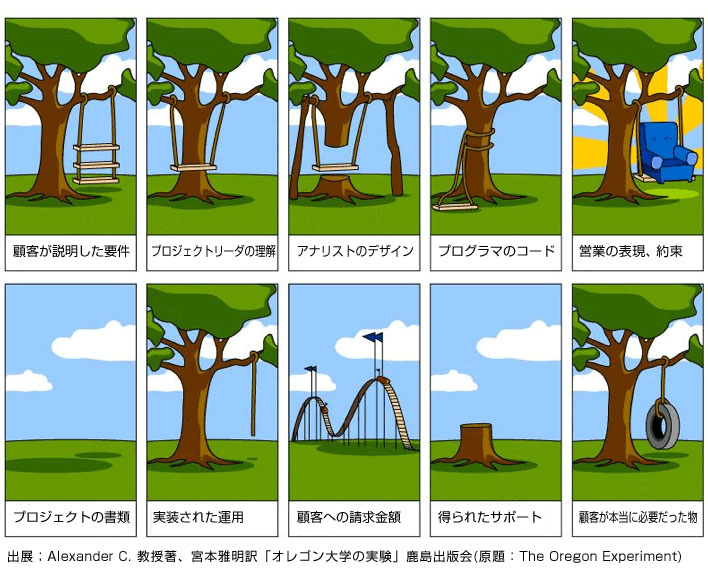 顧客が説明した要件
プロジェクトリーダの理解
アナリストのデザイン
プログラマのコード
営業の表現、約束
プロジェクトの書類
実装された運用
顧客への請求金額
得られたサポート
顧客が本当に必要だった物
出展；Alexander C. 教授著、宮本雅明訳「オレゴン大学の実験」鹿島出版会(原題：The Oregon Experiment)